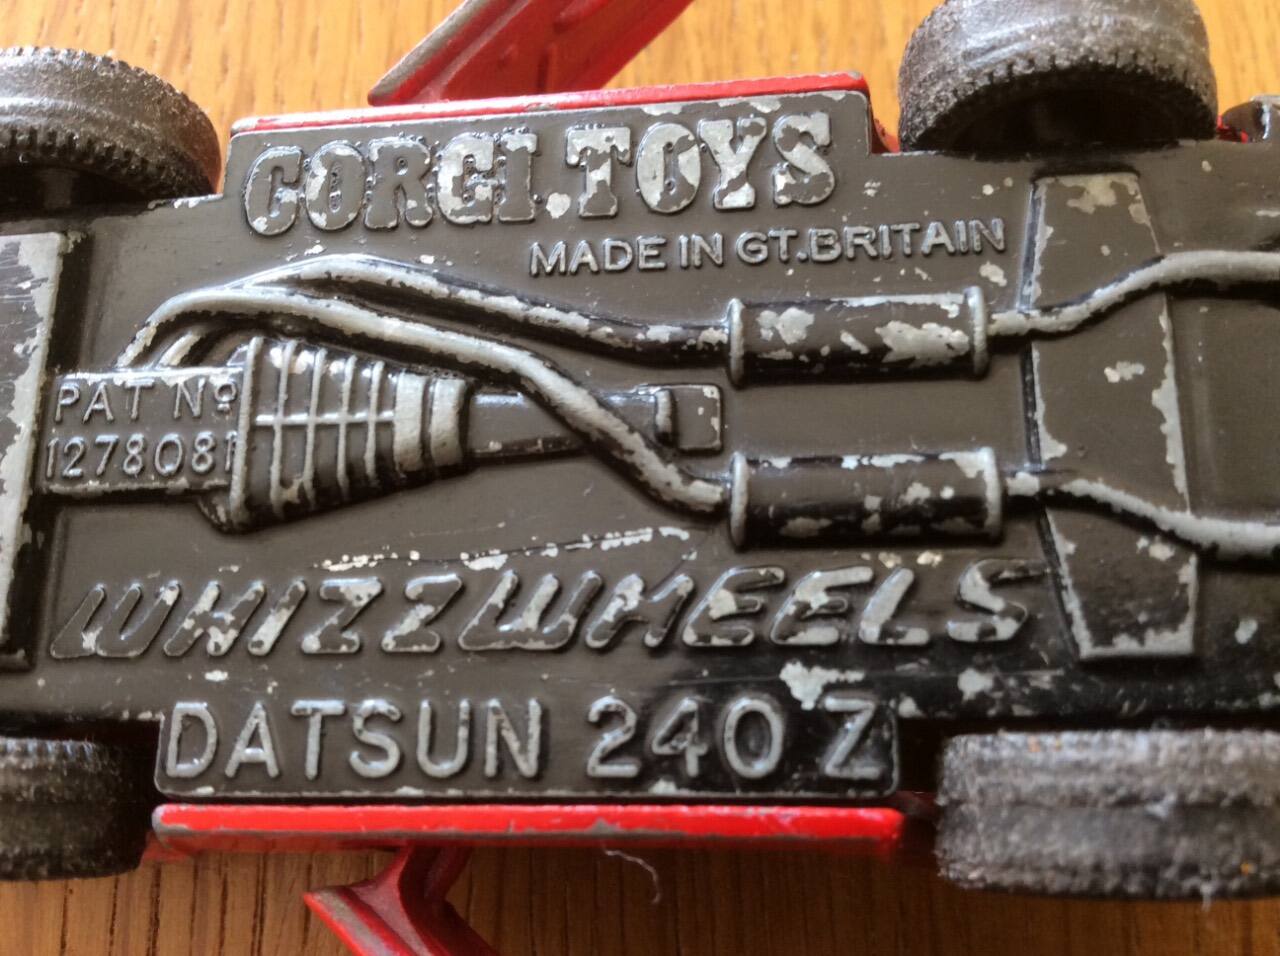 CORGI.TOYS
MADE IN GT.BRITAIN
PAT Nº
1278081
WHIZZWHEELS
DATSUN 240 Z